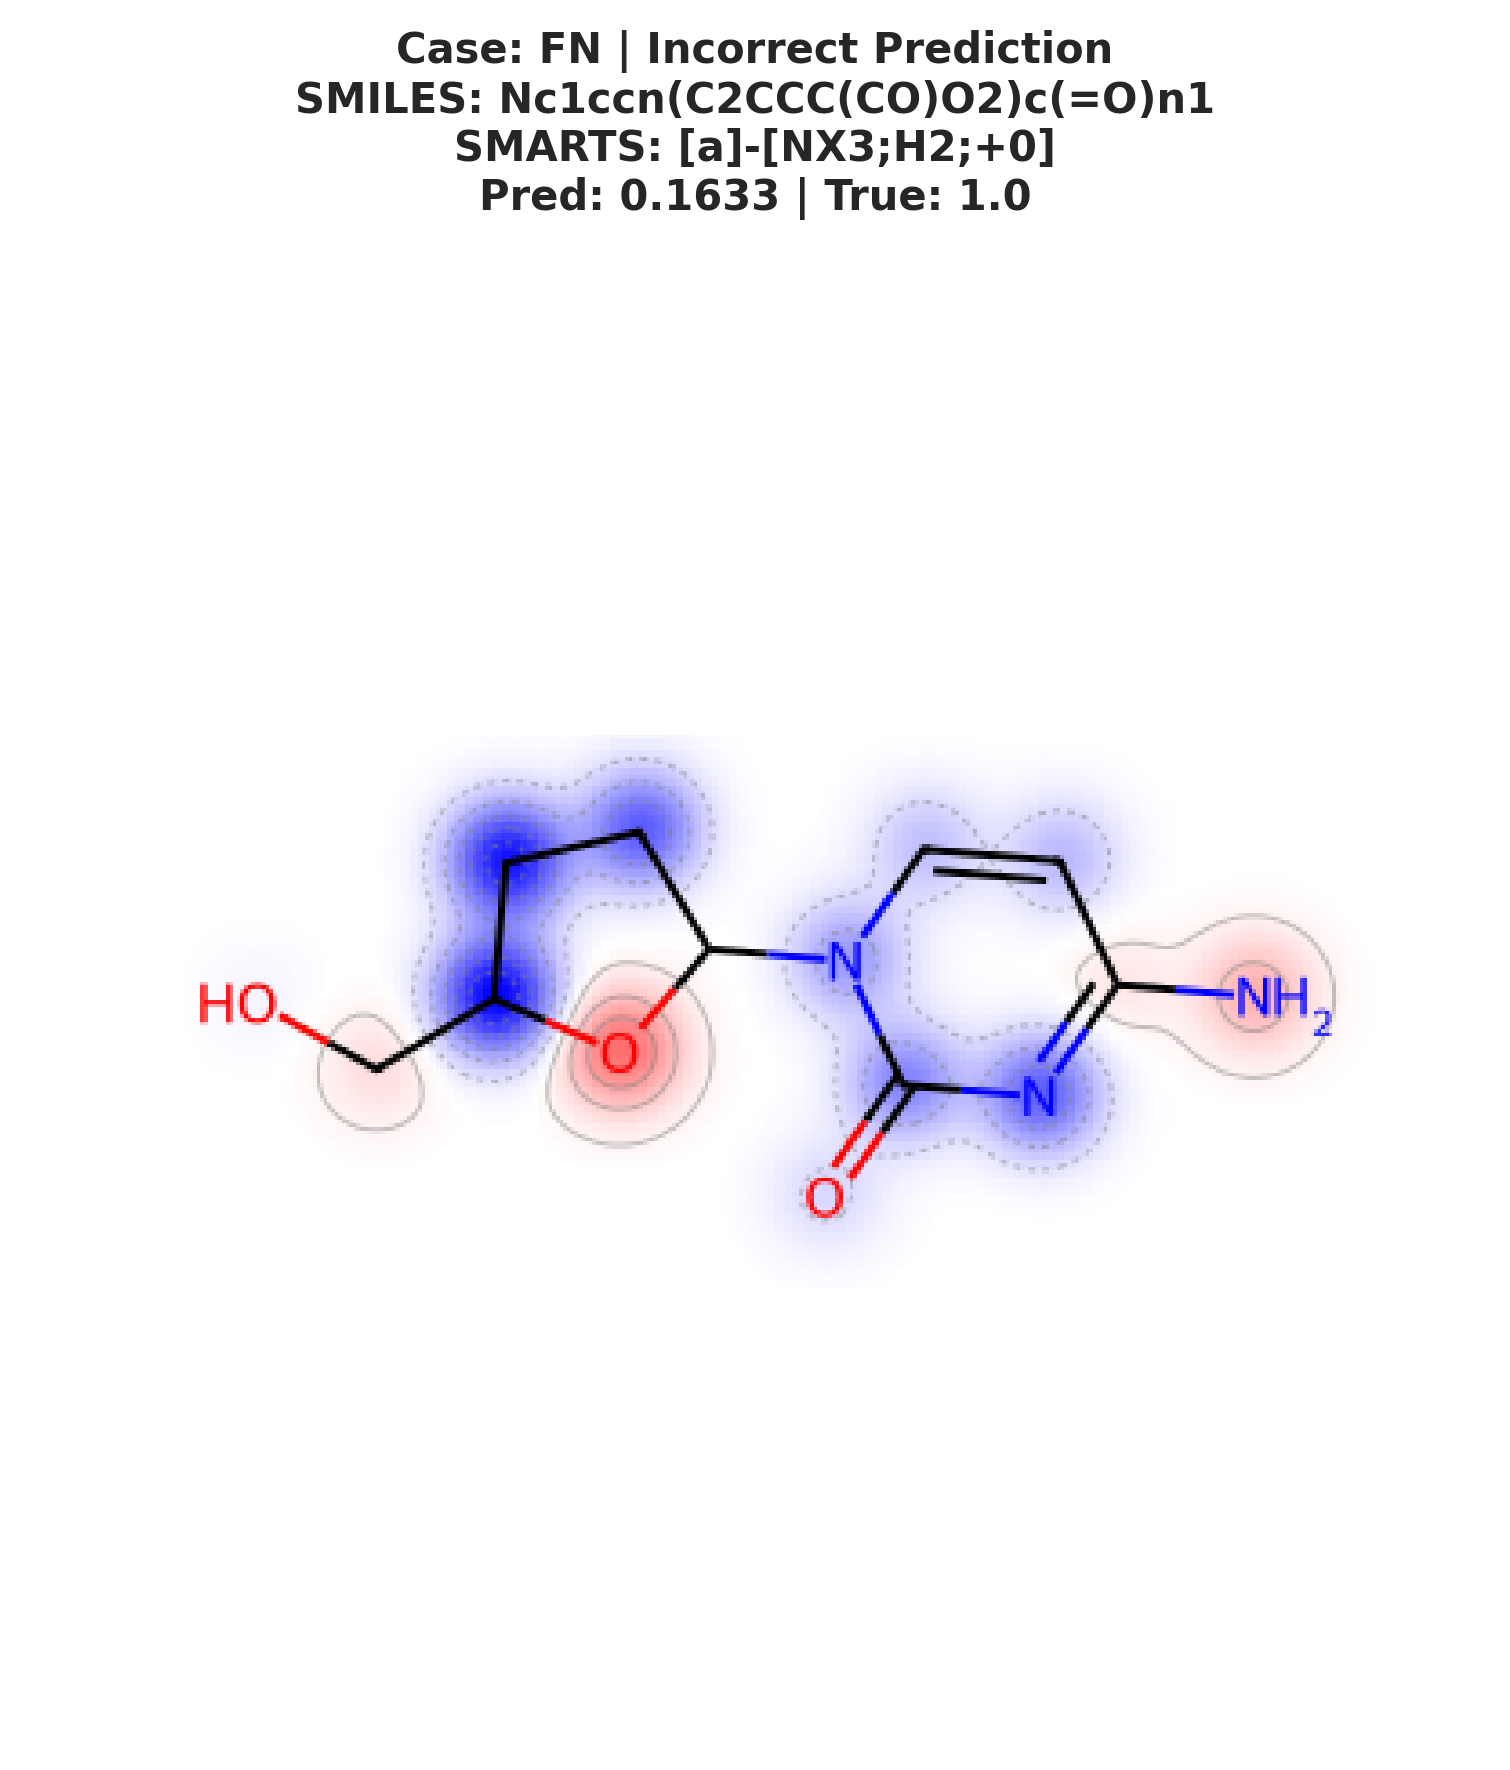 Case: FN | Incorrect Prediction
SMILES: Nc1ccn(C2CCC(CO)O2)c(=O)n1
SMARTS: [a]-[NX3;H2;+0]
Pred: 0.1633 | True: 1.0
N
HO
NH2
O
N
O